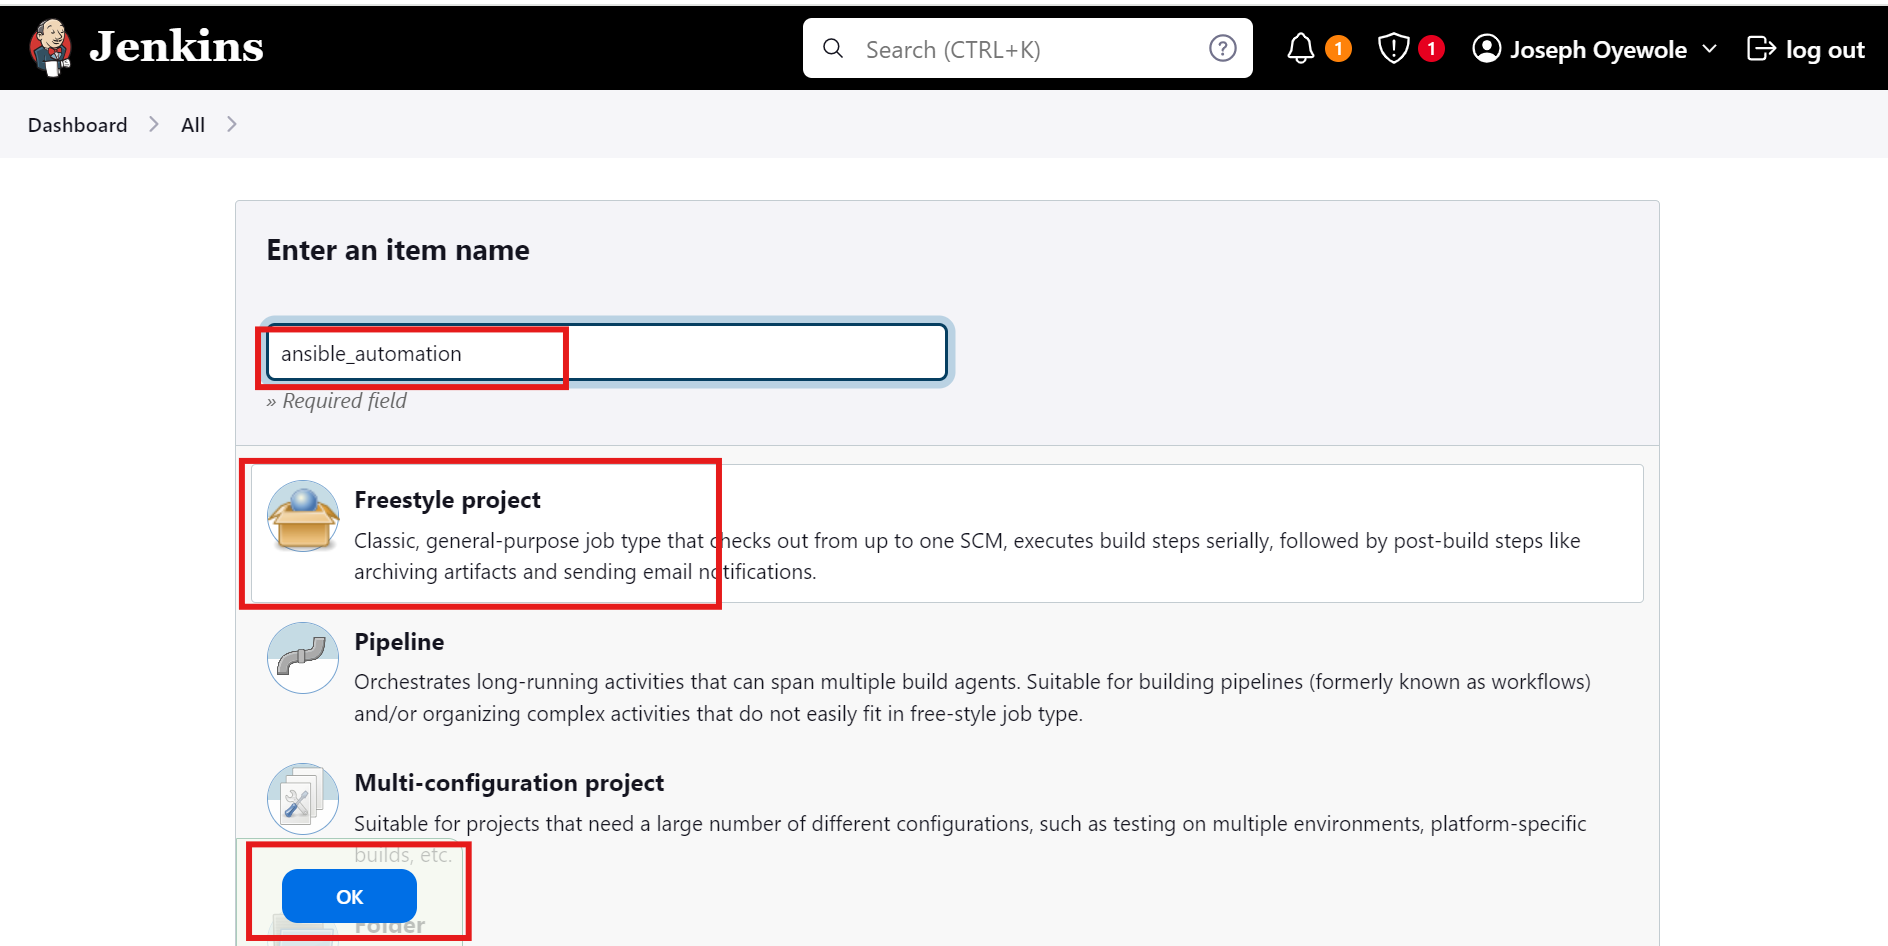 Jenkins
Search (CTRL+K)
1
1
Joseph Oyewole
log out
Dashboard
All
Enter an item name
ansible_automation
» Required field
Freestyle project
Classic, general-purpose job type that checks out from up to one SCM, executes build steps serially, followed by post-build steps like
archiving artifacts and sending email notifications.
Pipeline
Orchestrates long-running activities that can span multiple build agents. Suitable for building pipelines (formerly known as workflows)
and/or organizing complex activities that do not easily fit in free-style job type.
Multi-configuration project
Suitable for projects that need a large number of different configurations, such as testing on multiple environments, platform-specific
builds, etc.
OK
Folder